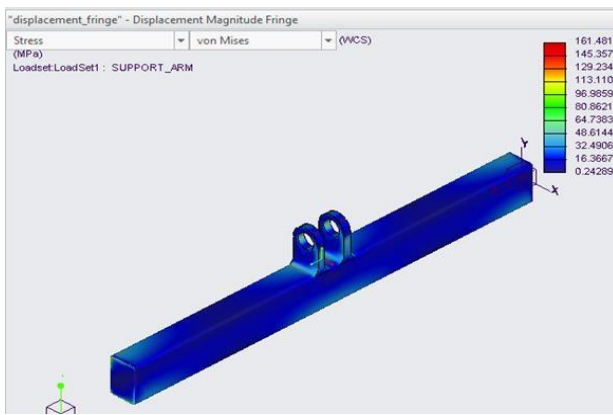 "displacement_fringe" - Displacement Magnitude Fringe
Stress von Mises (WCS)
(MPa)
Loadset:LoadSet1 : SUPPORT_ARM
161.481
145.357
129.234
113.110
96.9859
80.8621
64.7383
48.6144
32.4906
16.3667
0.24289
Y
X